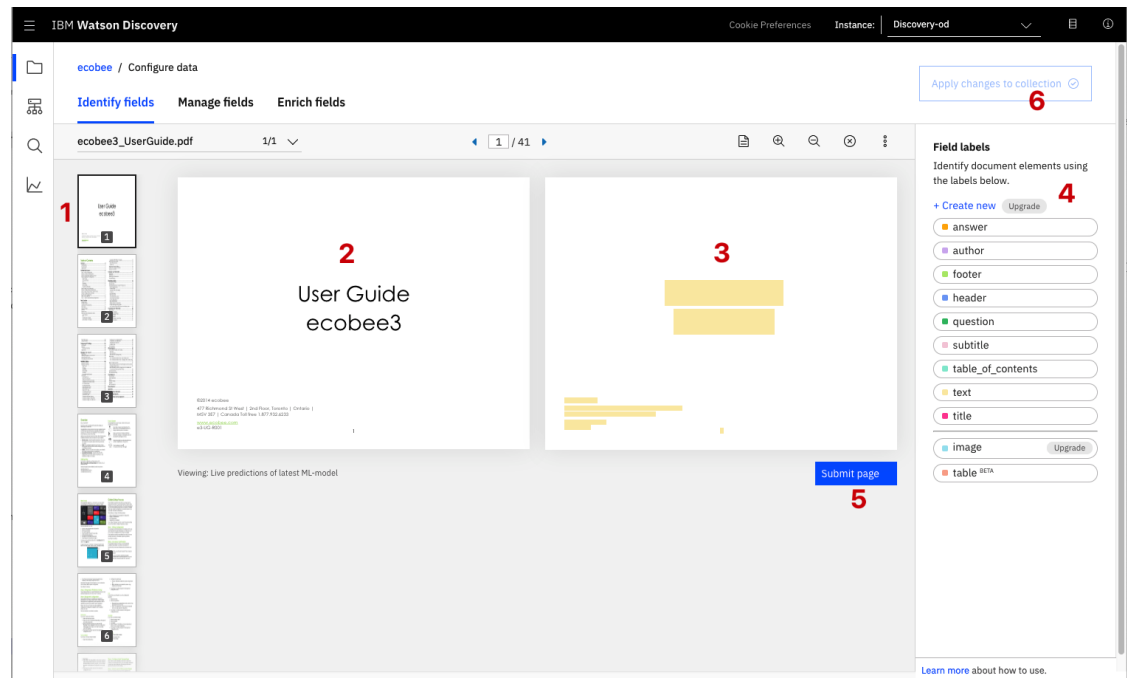 IBM Watson Discovery
Cookie Preferences
Instance:
Discovery-od
ecobee / Configure data
Apply changes to collection
6
Identify fields
Manage fields
Enrich fields
ecobee3_UserGuide.pdf
1/1
1 / 41
Field labels
Identify document elements using
the labels below.
4
+ Create new
Upgrade
answer
author
footer
header
question
subtitle
table_of_contents
text
title
image
Upgrade
table BETA
1
User Guide
ecobee3
1
2
3
4
5
6
2
User Guide
ecobee3
©2014 ecobee
1
3
Viewing: Live predictions of latest ML-model
Submit page
5
Learn more about how to use.